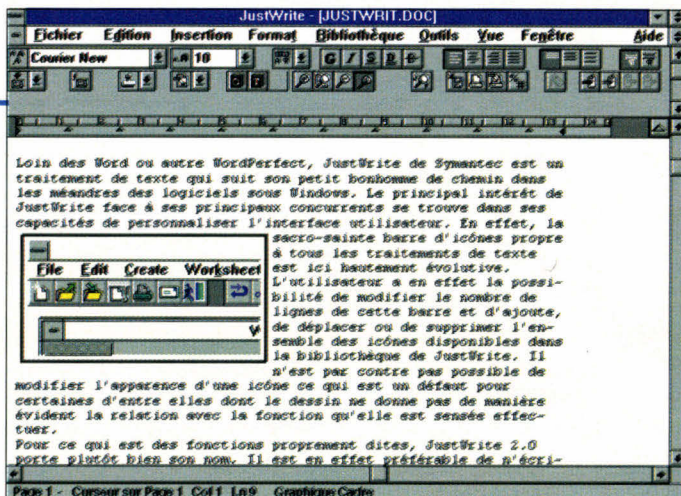 JustWrite - [JUSTWRIT.DOC]
Fichier Edition Insertion Format Bibliothèque Outils Vue Fenêtre Aide
Courier New 10 G I S D
Loin des Word ou autre WordPerfect, JustWrite de Symantec est un
traitement de texte qui suit son petit bonhomme de chemin dans
les méandres des logiciels sous Windows. Le principal intérêt de
JustWrite face à ses principaux concurrents se trouve dans ses
capacités de personnaliser l'interface utilisateur. En effet, la
sacro-sainte barre d'icônes propre
à tous les traitements de texte
est ici hautement évolutive.
L'utilisateur a en effet la possi-
bilité de modifier le nombre de
lignes de cette barre et d'ajoute,
de déplacer ou de supprimer l'en-
semble des icônes disponibles dans
la bibliothèque de JustWrite. Il
n'est par contre pas possible de
File Edit Create Worksheet
modifier l'apparence d'une icône ce qui est un défaut pour
certaines d'entre elles dont le dessin ne donne pas de manière
évident la relation avec la fonction qu'elle est sensée effec-
tuer.
Pour ce qui est des fonctions proprement dites, JustWrite 2.0
porte plutôt bien son nom. Il est en effet préférable de n'écri-
Page 1 - Curseur sur Page 1 Col 1 Ln 9 Graphique Cadre